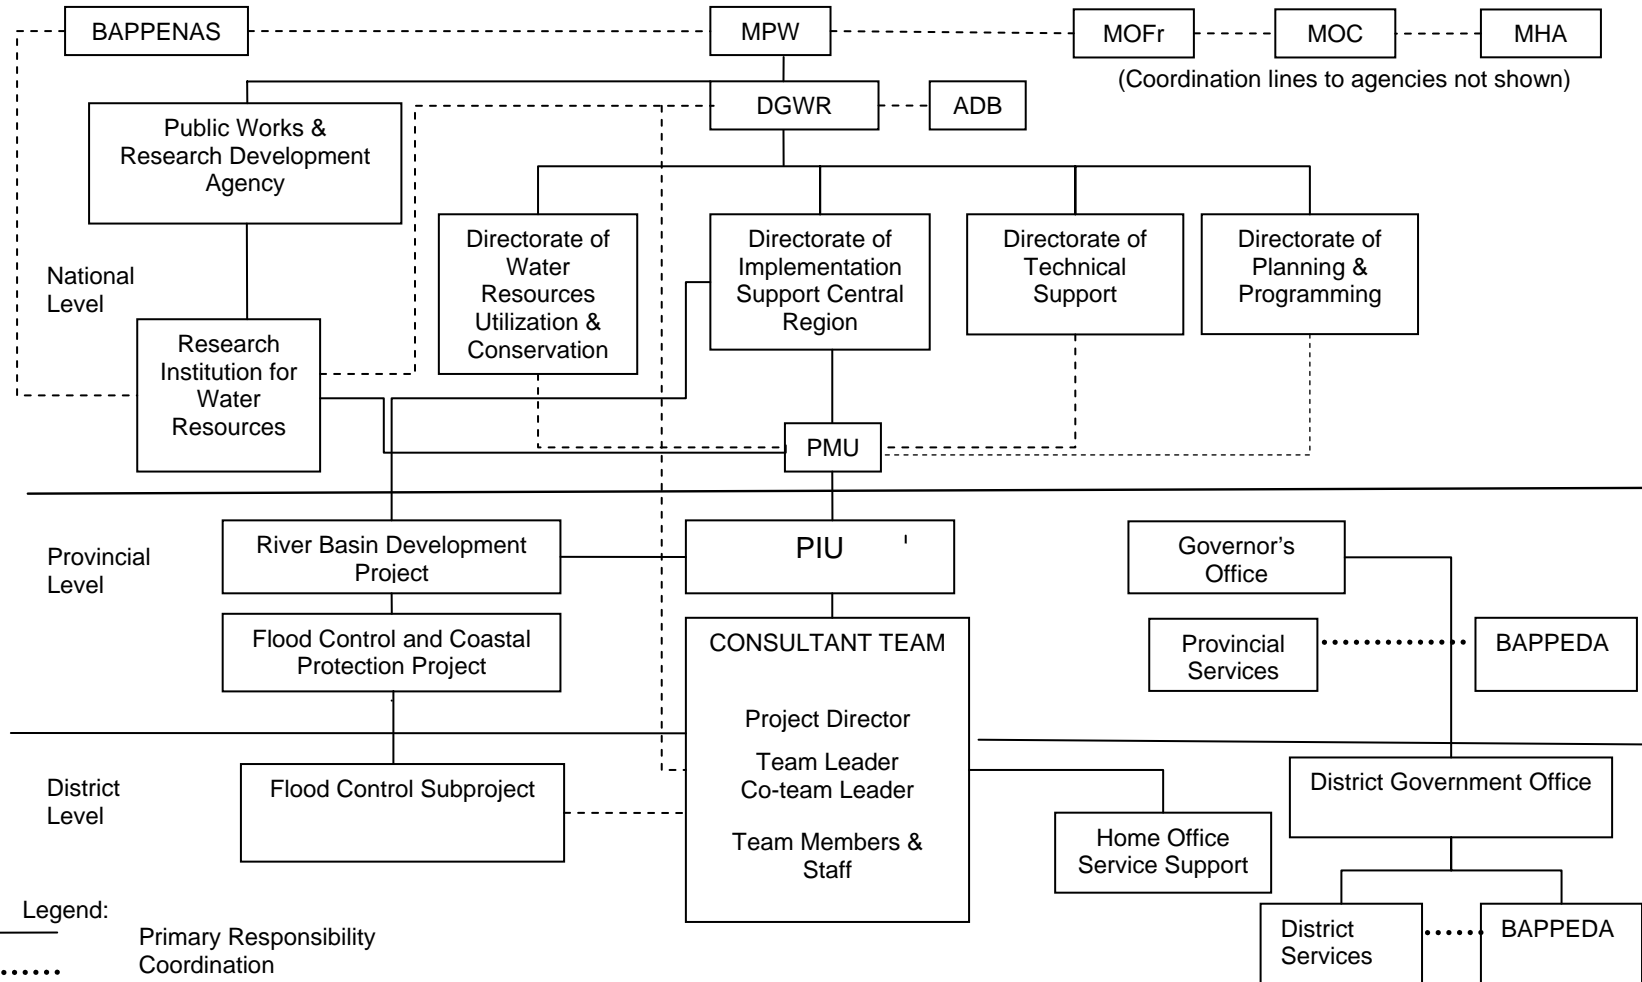 BAPPENAS
MPW
MOFr
MOC
MHA
(Coordination lines to agencies not shown)
DGWR
ADB
Public Works &
Research Development
Agency
National
Level
Directorate of
Water
Resources
Utilization &
Conservation
Directorate of
Implementation
Support Central
Region
Directorate of
Technical
Support
Directorate of
Planning &
Programming
Research
Institution for
Water
Resources
PMU
Provincial
Level
River Basin Development
Project
PIU
Governor's
Office
Flood Control and Coastal
Protection Project
CONSULTANT TEAM
Project Director
Team Leader
Co-team Leader
Team Members &
Staff
Provincial
Services
BAPPEDA
District
Level
Flood Control Subproject
Home Office
Service Support
District Government Office
District
Services
BAPPEDA
Legend:
Primary Responsibility
Coordination